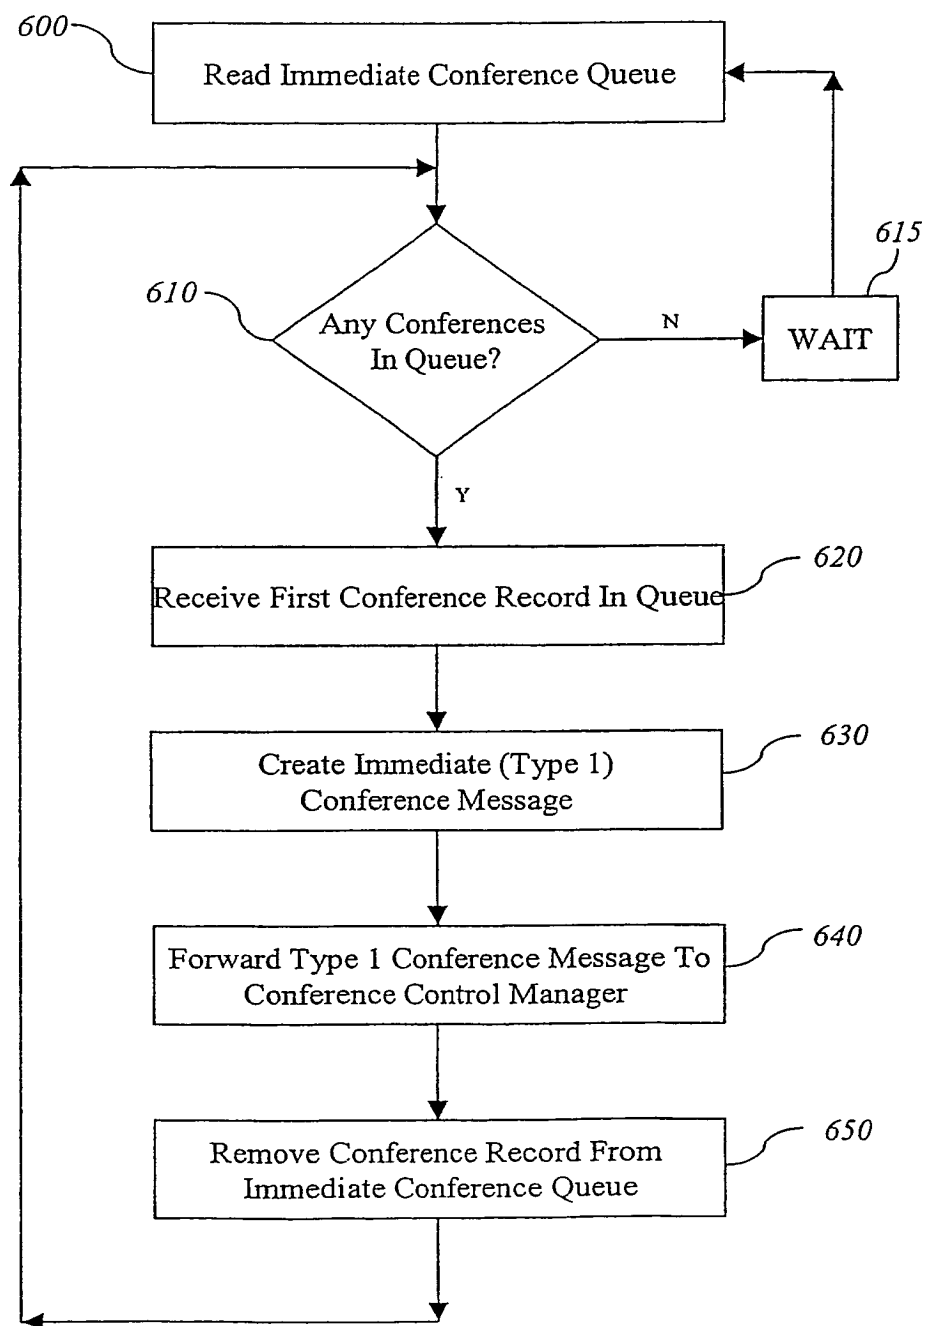 600
Read Immediate Conference Queue
615
610
Any Conferences
In Queue?
N
WAIT
Y
620
Receive First Conference Record In Queue
630
Create Immediate (Type 1)
Conference Message
640
Forward Type 1 Conference Message To
Conference Control Manager
650
Remove Conference Record From
Immediate Conference Queue